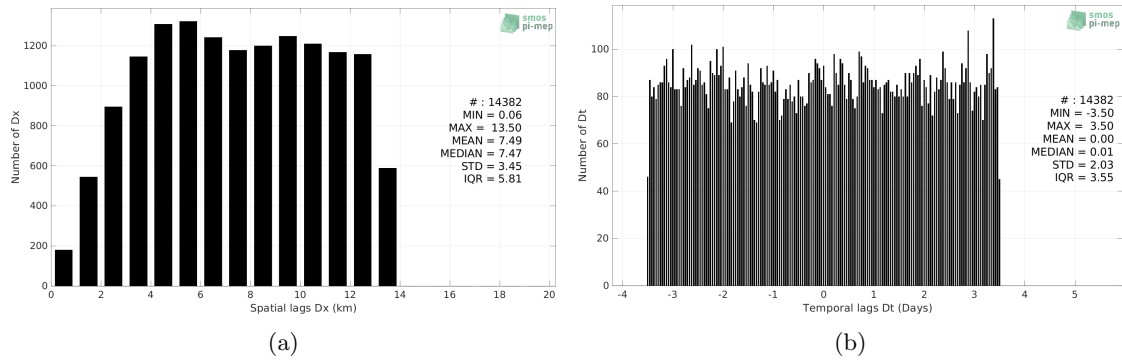 smos
pi-mep
1200
1000
800
600
400
200
0
Number of Dx
# : 14382
MIN = 0.06
MAX = 13.50
MEAN = 7.49
MEDIAN = 7.47
STD = 3.45
IQR = 5.81
0 2 4 6 8 10 12 14 16 18 20
Spatial lags Dx (km)
(a)
smos
pi-mep
100
80
60
40
20
0
Number of Dt
# : 14382
MIN = -3.50
MAX = 3.50
MEAN = 0.00
MEDIAN = 0.01
STD = 2.03
IQR = 3.55
-4 -3 -2 -1 0 1 2 3 4 5
Temporal lags Dt (Days)
(b)